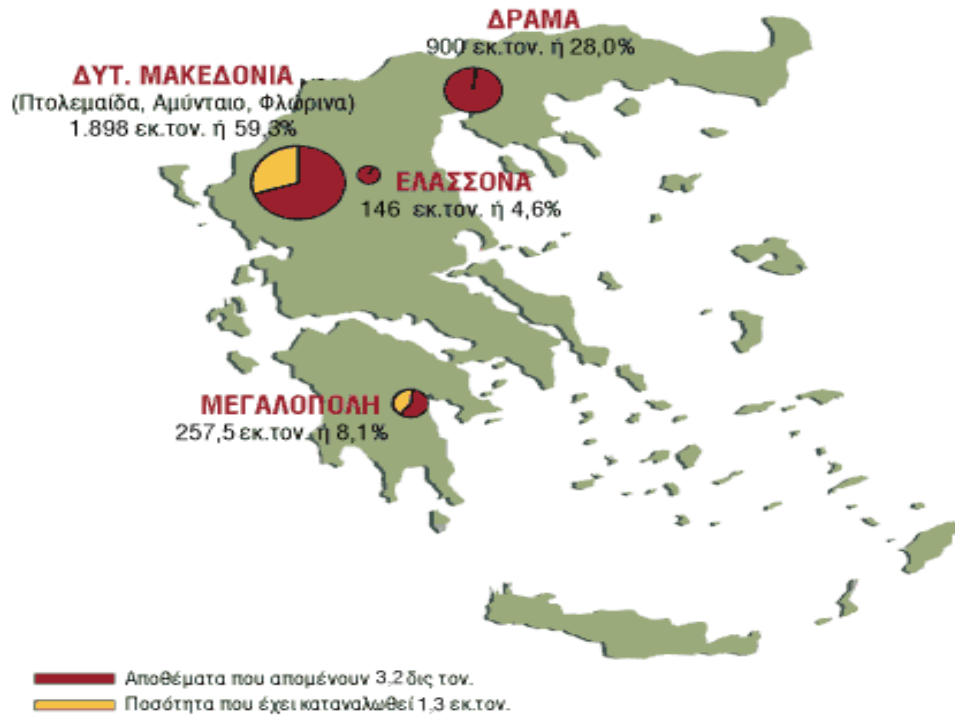 ΔΡΑΜΑ
900 εκ.τον. ή 28,0%
ΔΥΤ. ΜΑΚΕΔΟΝΙΑ
(Πτολεμαίδα, Αμύνταιο, Φλώρινα)
1.898 εκ.τον. ή 59,3%
ΕΛΑΣΣΟΝΑ
146 εκ.τον. ή 4,6%
ΜΕΓΑΛΟΠΟΛΗ
257,5 εκ.τον. ή 8,1%
Αποθέματα που απομένουν 3,2 δις τον.
Ποσότητα που έχει καταναλωθεί 1,3 εκ.τον.